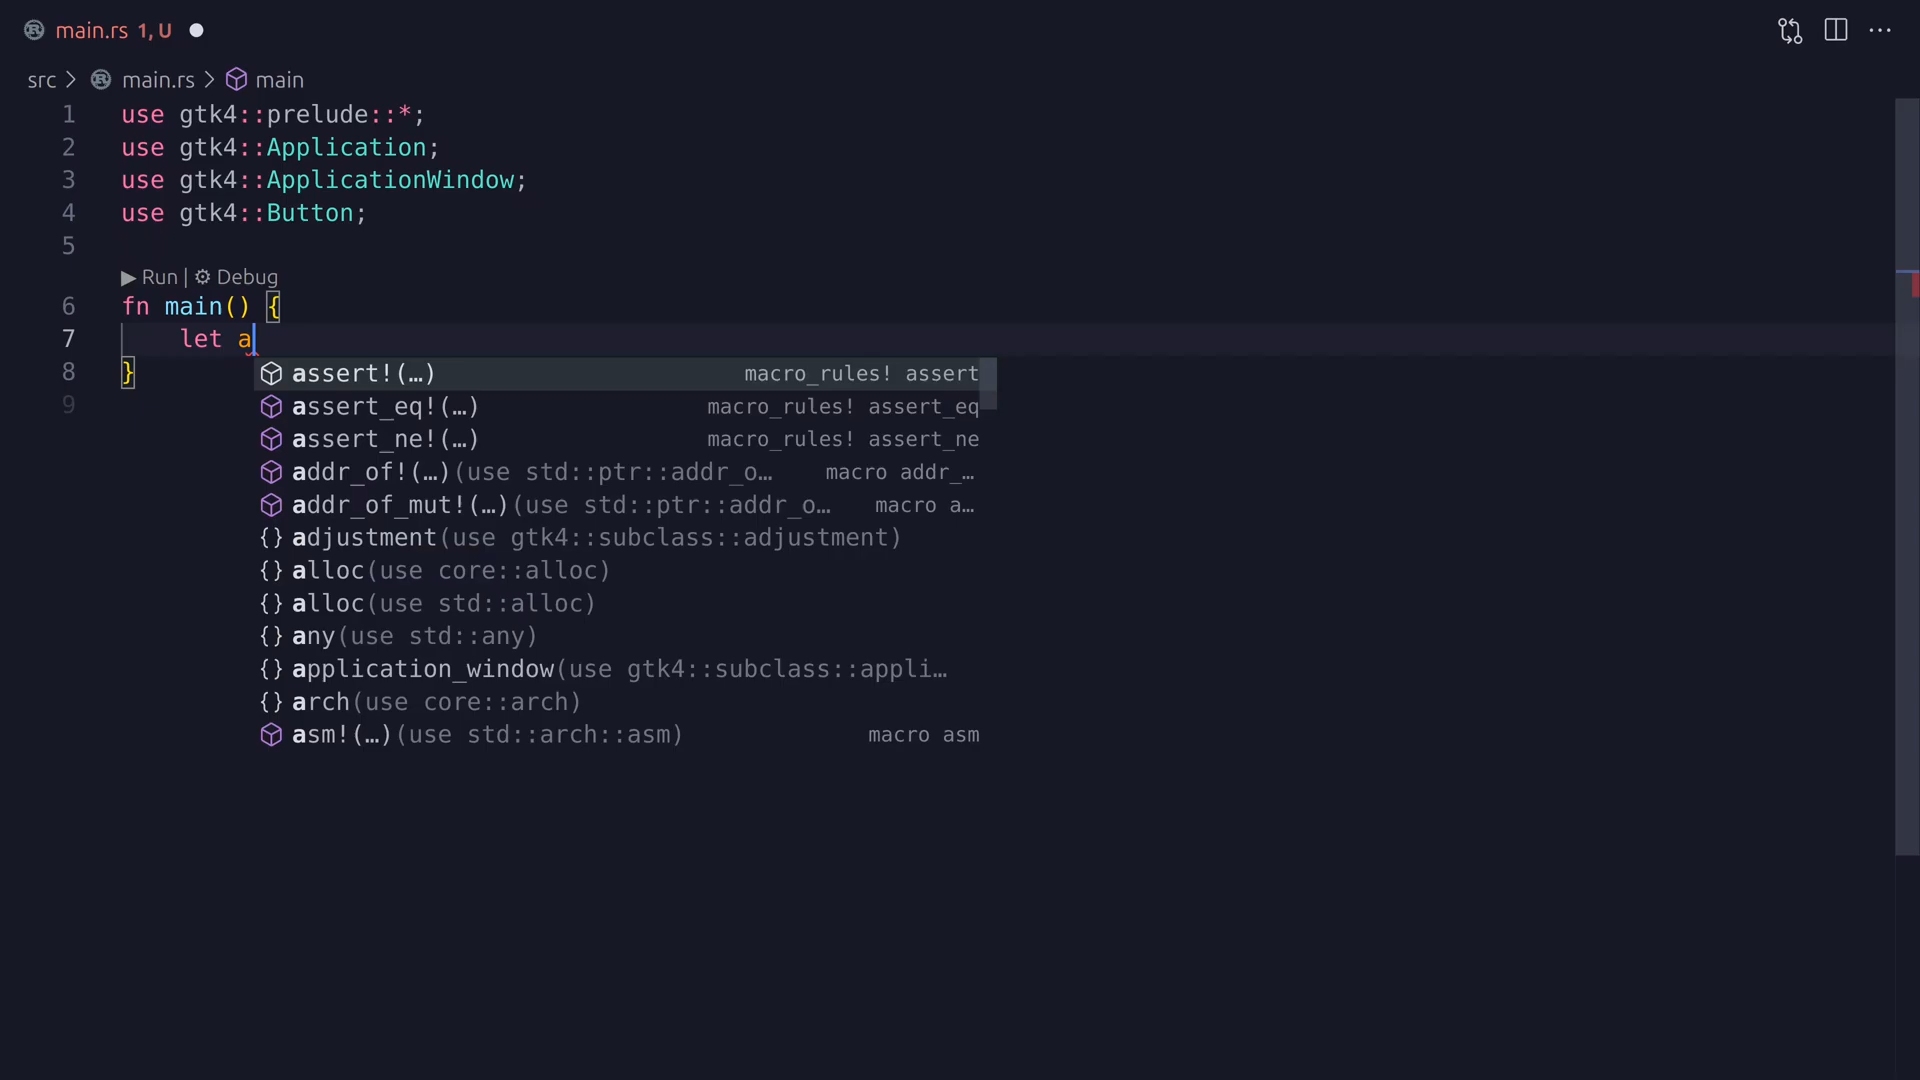 main.rs 1, U
src > main.rs > main
1 use gtk4::prelude::*;
2 use gtk4::Application;
3 use gtk4::ApplicationWindow;
4 use gtk4::Button;
5
▶ Run | ⚙ Debug
6 fn main() {
7 let a
8 }
9
assert!(…) macro_rules! assert
assert_eq!(…) macro_rules! assert_eq
assert_ne!(…) macro_rules! assert_ne
addr_of!(…)(use std::ptr::addr_o… macro addr_…
addr_of_mut!(…)(use std::ptr::addr_o… macro a…
{} adjustment(use gtk4::subclass::adjustment)
{} alloc(use core::alloc)
{} alloc(use std::alloc)
{} any(use std::any)
{} application_window(use gtk4::subclass::appli…
{} arch(use core::arch)
asm!(…)(use std::arch::asm) macro asm